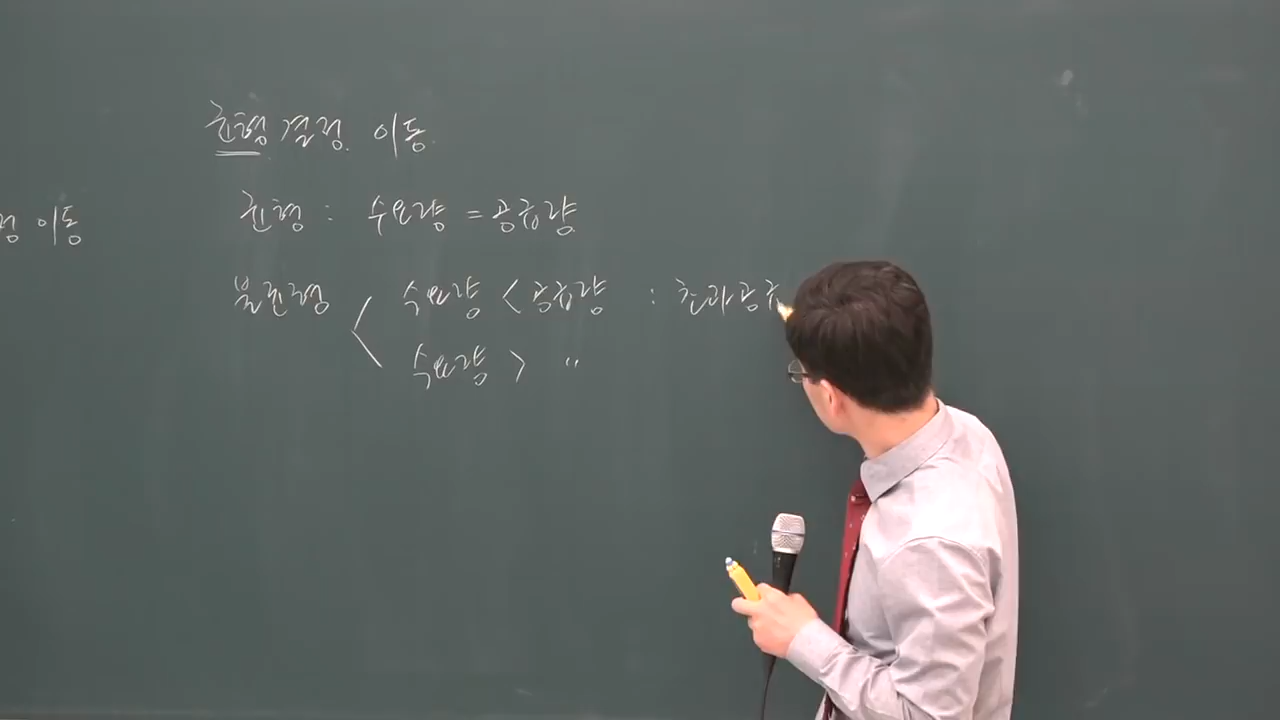 균형 결정. 이동.
이동
균형 : 수요량 = 공급량
불균형 < 수요량 < 공급량 : 초과공급
수요량 > "